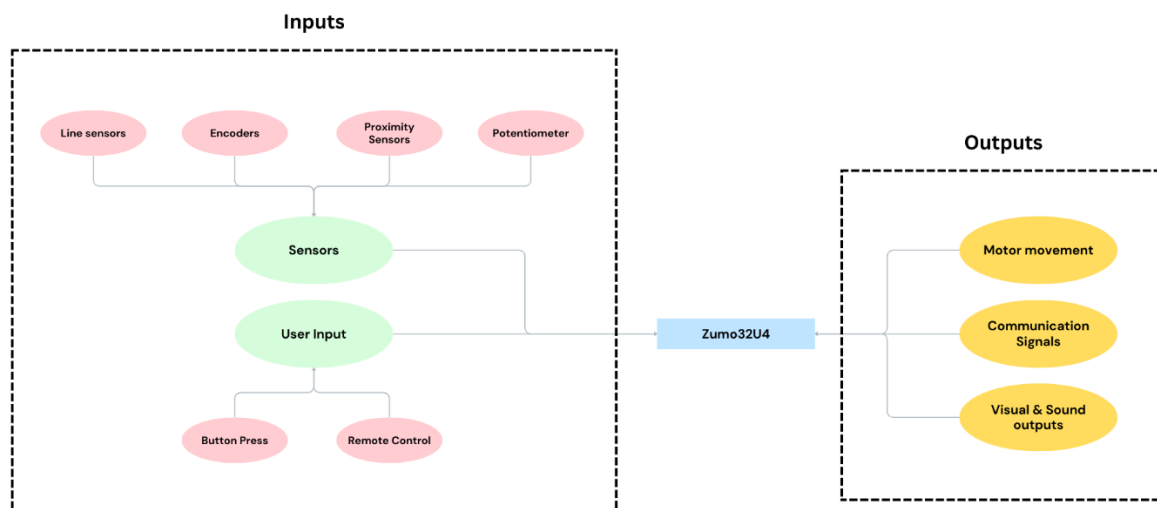 Inputs
Line sensors
Encoders
Proximity
Sensors
Potentiometer
Outputs
Sensors
Motor movement
User Input
Zumo32U4
Communication
Signals
Visual & Sound
outputs
Button Press
Remote Control